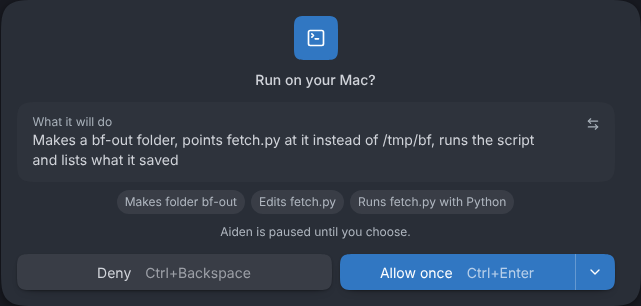 Run on your Mac?
What it will do
Makes a bf-out folder, points fetch.py at it instead of /tmp/bf, runs the script
and lists what it saved
Makes folder bf-out Edits fetch.py Runs fetch.py with Python
Aiden is paused until you choose.
Deny Ctrl+Backspace Allow once Ctrl+Enter